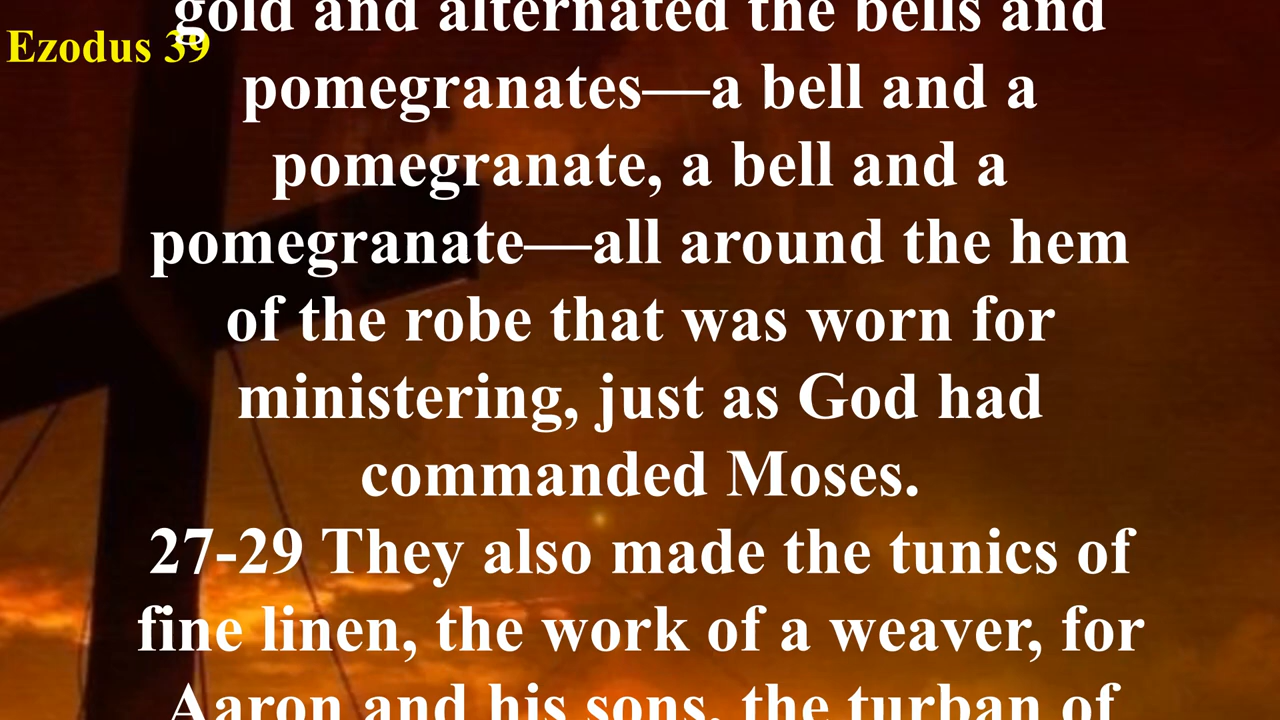 gold and alternated the bells and
Ezodus 39
pomegranates—a bell and a
pomegranate, a bell and a
pomegranate—all around the hem
of the robe that was worn for
ministering, just as God had
commanded Moses.
27-29 They also made the tunics of
fine linen, the work of a weaver, for
Aaron and his sons, the turban of